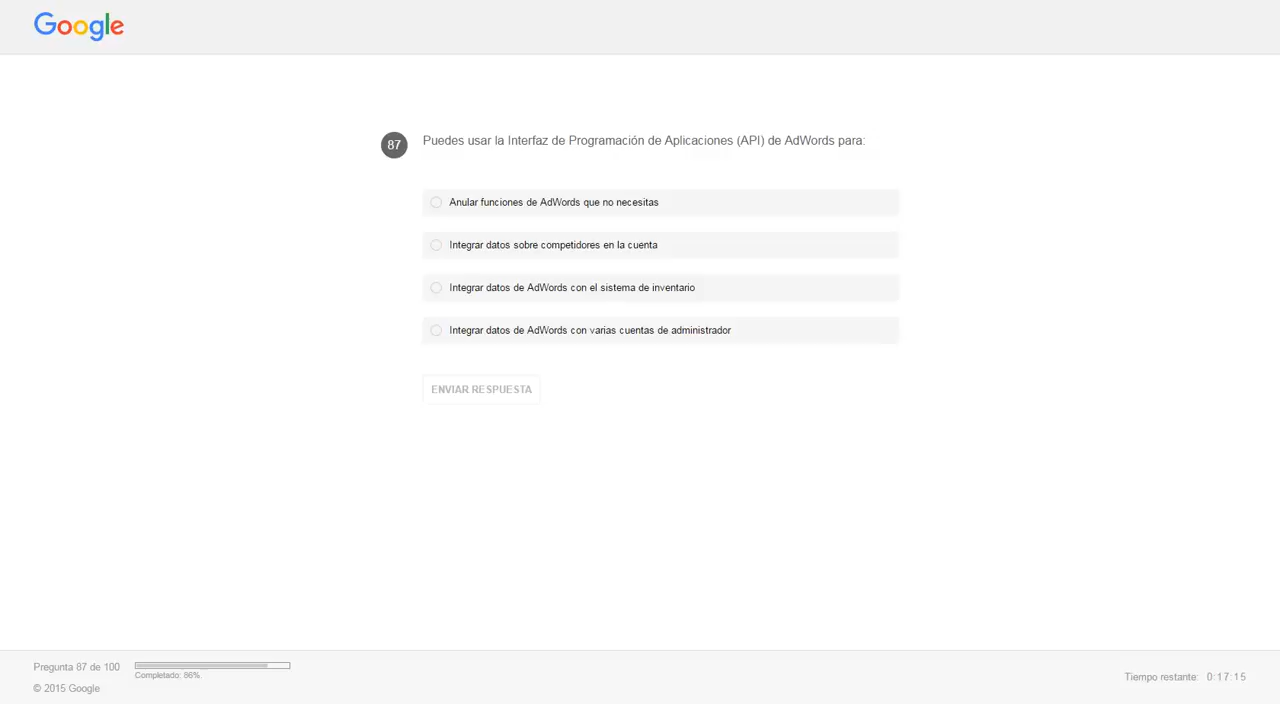 Google
87
Puedes usar la Interfaz de Programación de Aplicaciones (API) de AdWords para:
Anular funciones de AdWords que no necesitas
Integrar datos sobre competidores en la cuenta
Integrar datos de AdWords con el sistema de inventario
Integrar datos de AdWords con varias cuentas de administrador
ENVIAR RESPUESTA
Pregunta 87 de 100
Completado: 86%.
© 2015 Google
Tiempo restante: 0:17:15